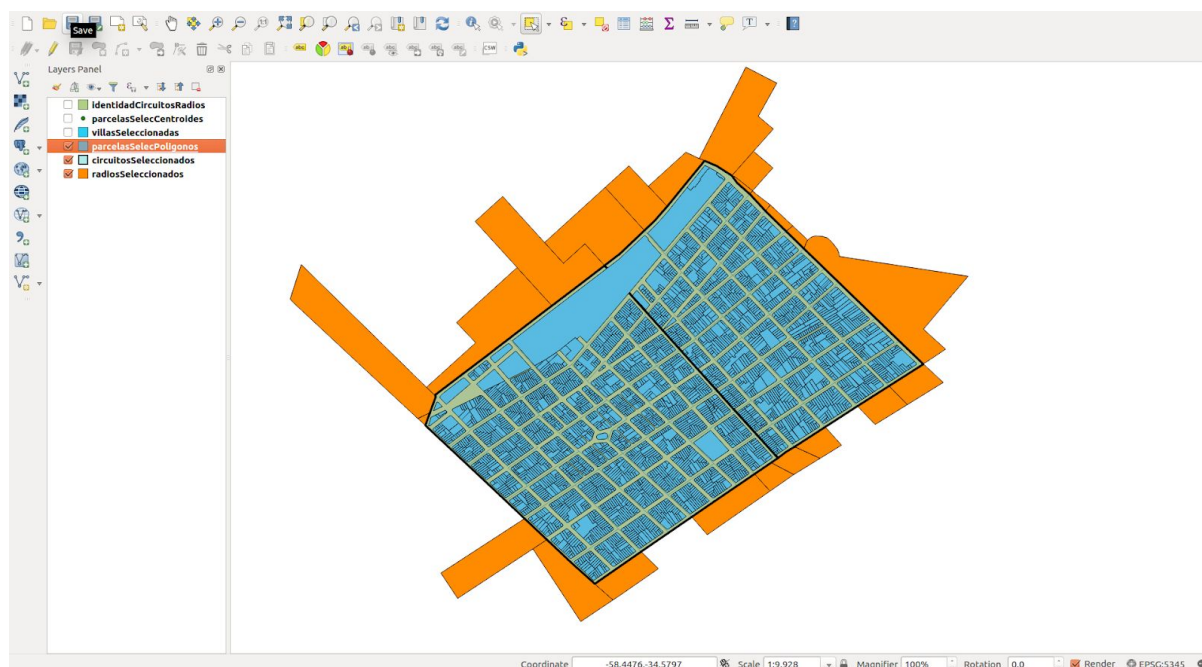 Save
CSW
Layers Panel
identidadCircuitosRadios
parcelasSelecCentroides
villasSeleccionadas
parcelasSelecPoligonos
circuitosSeleccionados
radiosSeleccionados
Coordinate -58.4476,-34.5797 Scale 1:9.928 Magnifier 100% Rotation 0,0 Render EPSG:5345